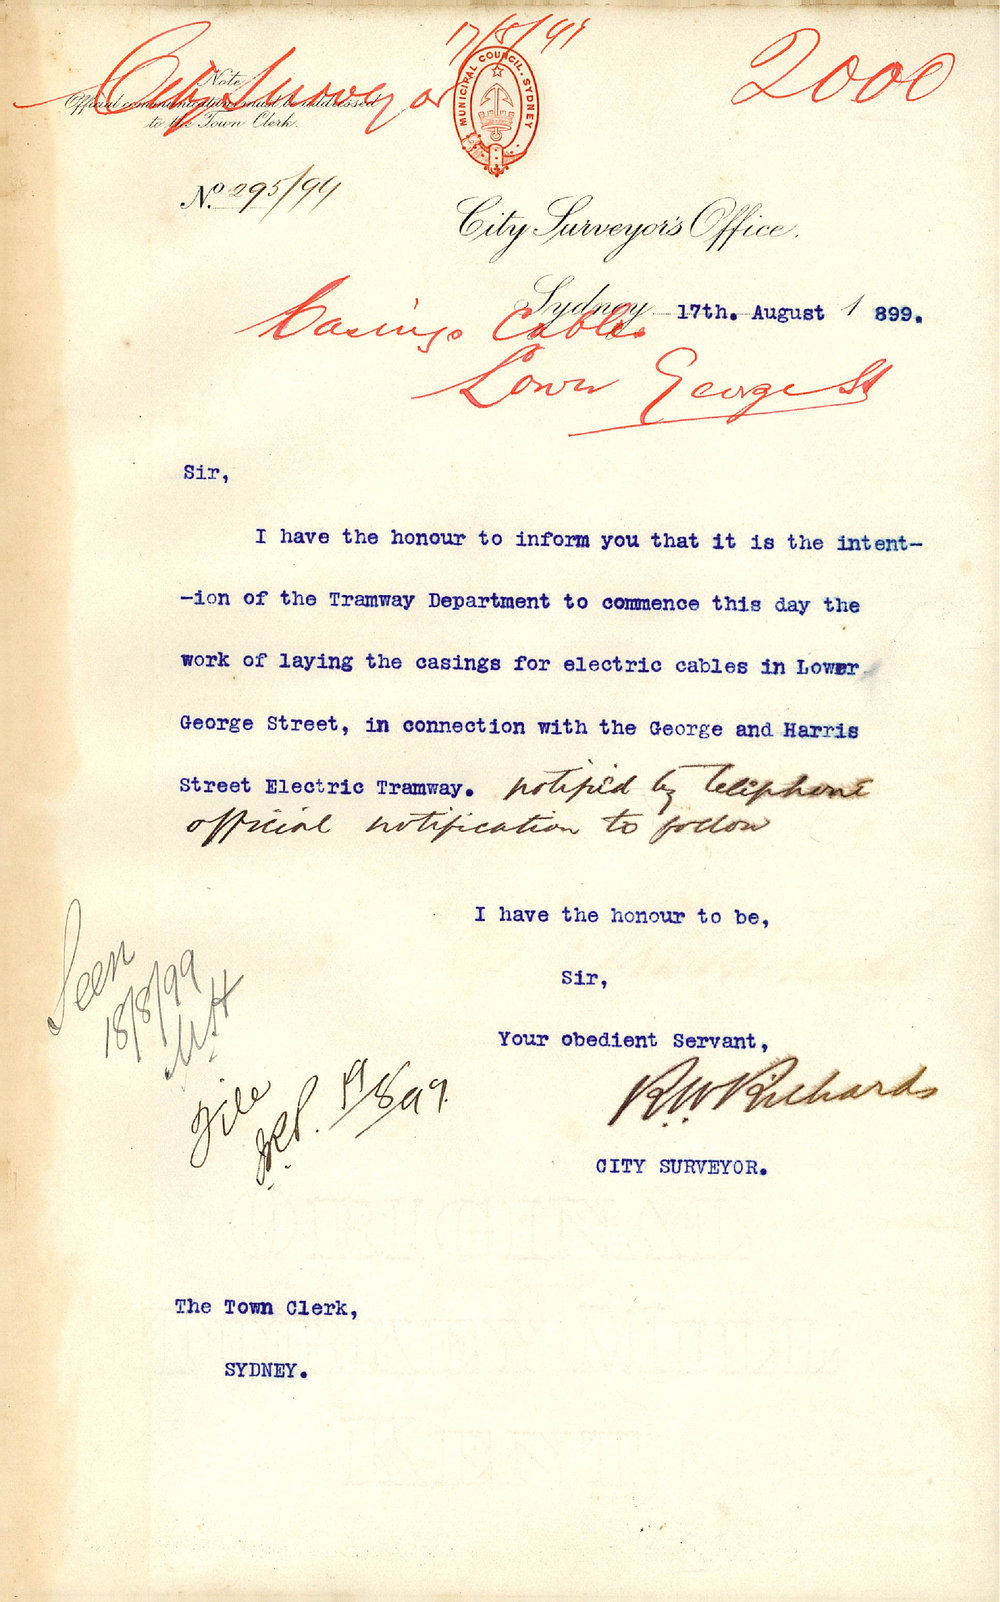 17/8/99
City Surveyor
2000
Note
Official communications must be addressed
to the Town Clerk.
MUNICIPAL COUNCIL. SYDNEY
No. 295/99
City Surveyor's Office.
Sydney 17th. August 1899.
Casings Cables
Lower George St
Sir,
I have the honour to inform you that it is the intent-
-ion of the Tramway Department to commence this day the
work of laying the casings for electric cables in Lower
George Street, in connection with the George and Harris
Street Electric Tramway. notified by telephone
official notification to follow
I have the honour to be,
Sir,
Your obedient Servant,
R.W. Richards
CITY SURVEYOR.
Seen
18/8/99
File
19/8/99.
The Town Clerk,
SYDNEY.